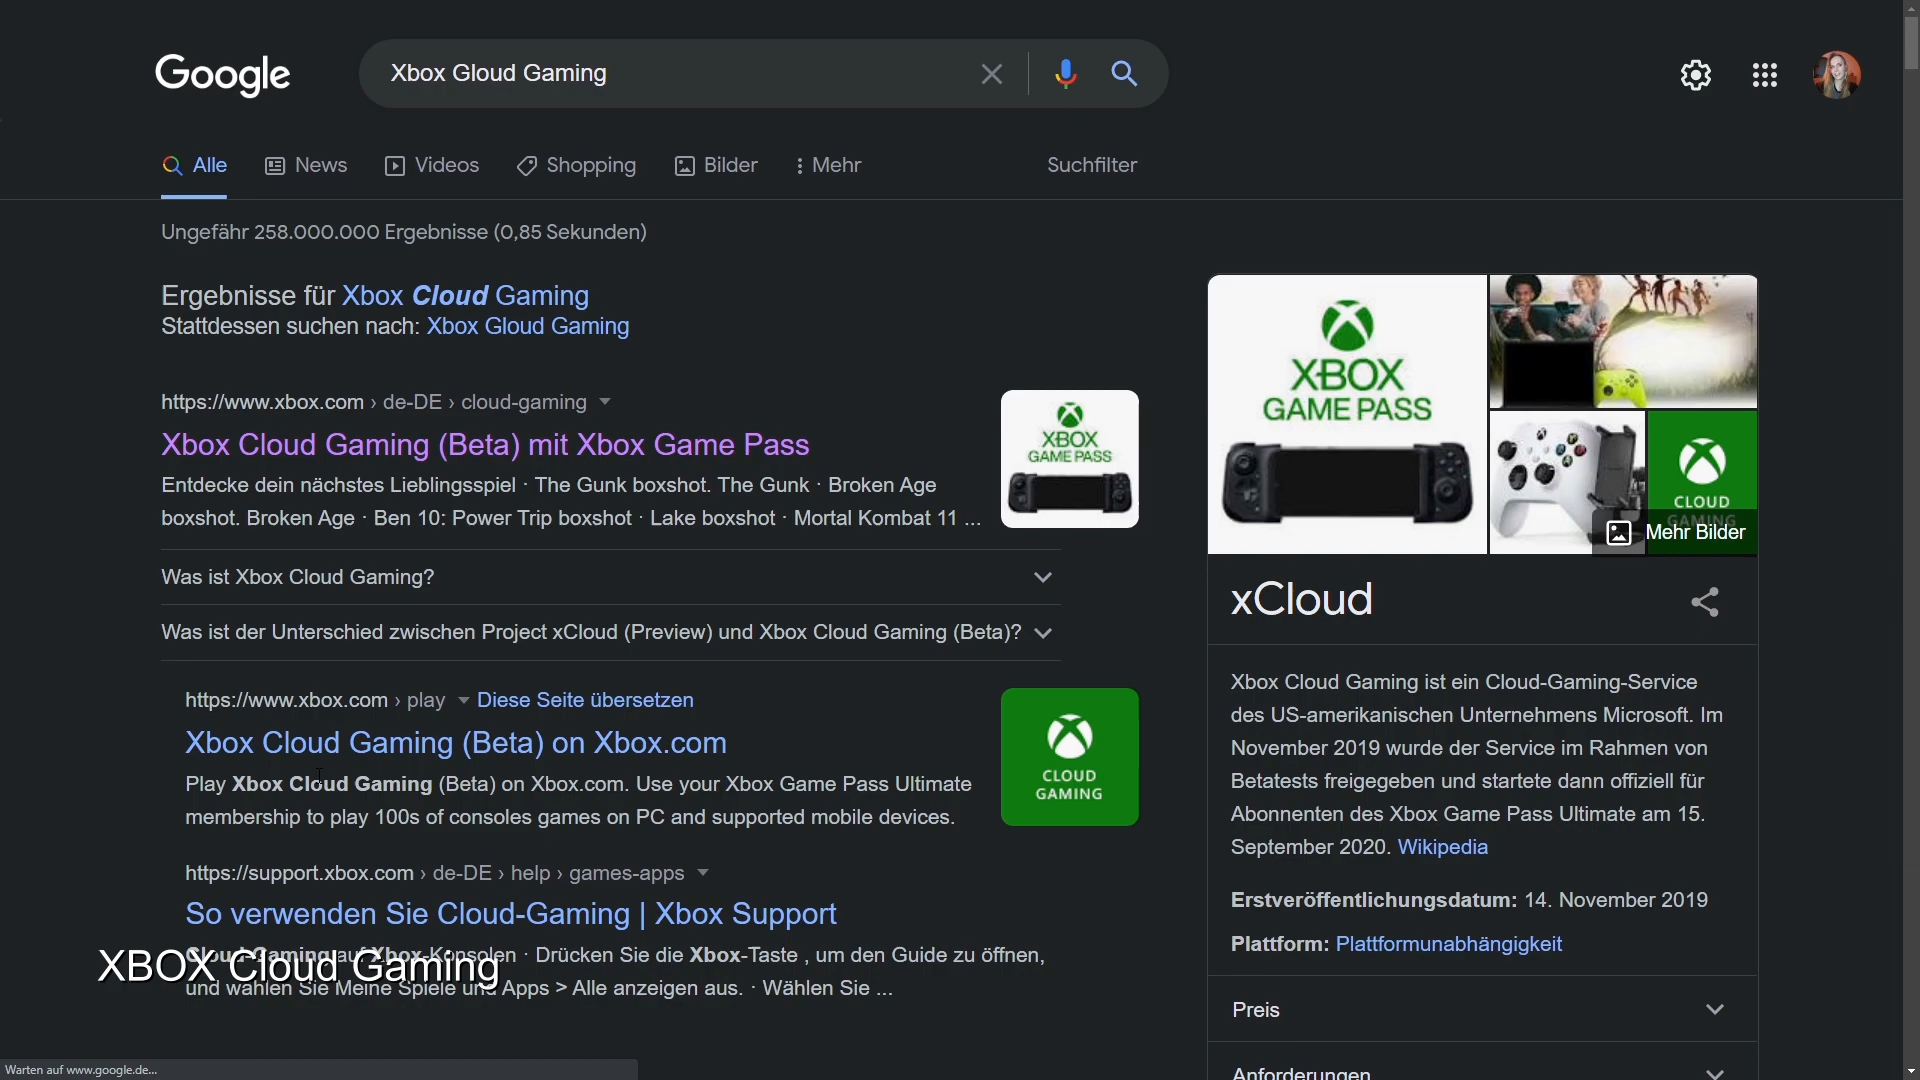 Google
Xbox Gloud Gaming
Alle
News
Videos
Shopping
Bilder
Mehr
Suchfilter
Ungefähr 258.000.000 Ergebnisse (0,85 Sekunden)
Ergebnisse für Xbox Cloud Gaming
Stattdessen suchen nach: Xbox Gloud Gaming
https://www.xbox.com › de-DE › cloud-gaming
Xbox Cloud Gaming (Beta) mit Xbox Game Pass
Entdecke dein nächstes Lieblingsspiel · The Gunk boxshot. The Gunk · Broken Age
boxshot. Broken Age · Ben 10: Power Trip boxshot · Lake boxshot · Mortal Kombat 11 ...
XBOX
GAME PASS
Was ist Xbox Cloud Gaming?
Was ist der Unterschied zwischen Project xCloud (Preview) und Xbox Cloud Gaming (Beta)?
https://www.xbox.com › play
Diese Seite übersetzen
Xbox Cloud Gaming (Beta) on Xbox.com
Play Xbox Cloud Gaming (Beta) on Xbox.com. Use your Xbox Game Pass Ultimate
membership to play 100s of consoles games on PC and supported mobile devices.
CLOUD
GAMING
https://support.xbox.com › de-DE › help › games-apps
So verwenden Sie Cloud-Gaming | Xbox Support
Cloud-Gaming auf Xbox-Konsolen · Drücken Sie die Xbox-Taste , um den Guide zu öffnen,
und wählen Sie Meine Spiele und Apps > Alle anzeigen aus. · Wählen Sie ...
XBOX Cloud Gaming
Warten auf www.google.de...
XBOX
GAME PASS
CLOUD
GAMING
Mehr Bilder
xCloud
Xbox Cloud Gaming ist ein Cloud-Gaming-Service
des US-amerikanischen Unternehmens Microsoft. Im
November 2019 wurde der Service im Rahmen von
Betatests freigegeben und startete dann offiziell für
Abonnenten des Xbox Game Pass Ultimate am 15.
September 2020. Wikipedia
Erstveröffentlichungsdatum: 14. November 2019
Plattform: Plattformunabhängigkeit
Preis
Anforderungen